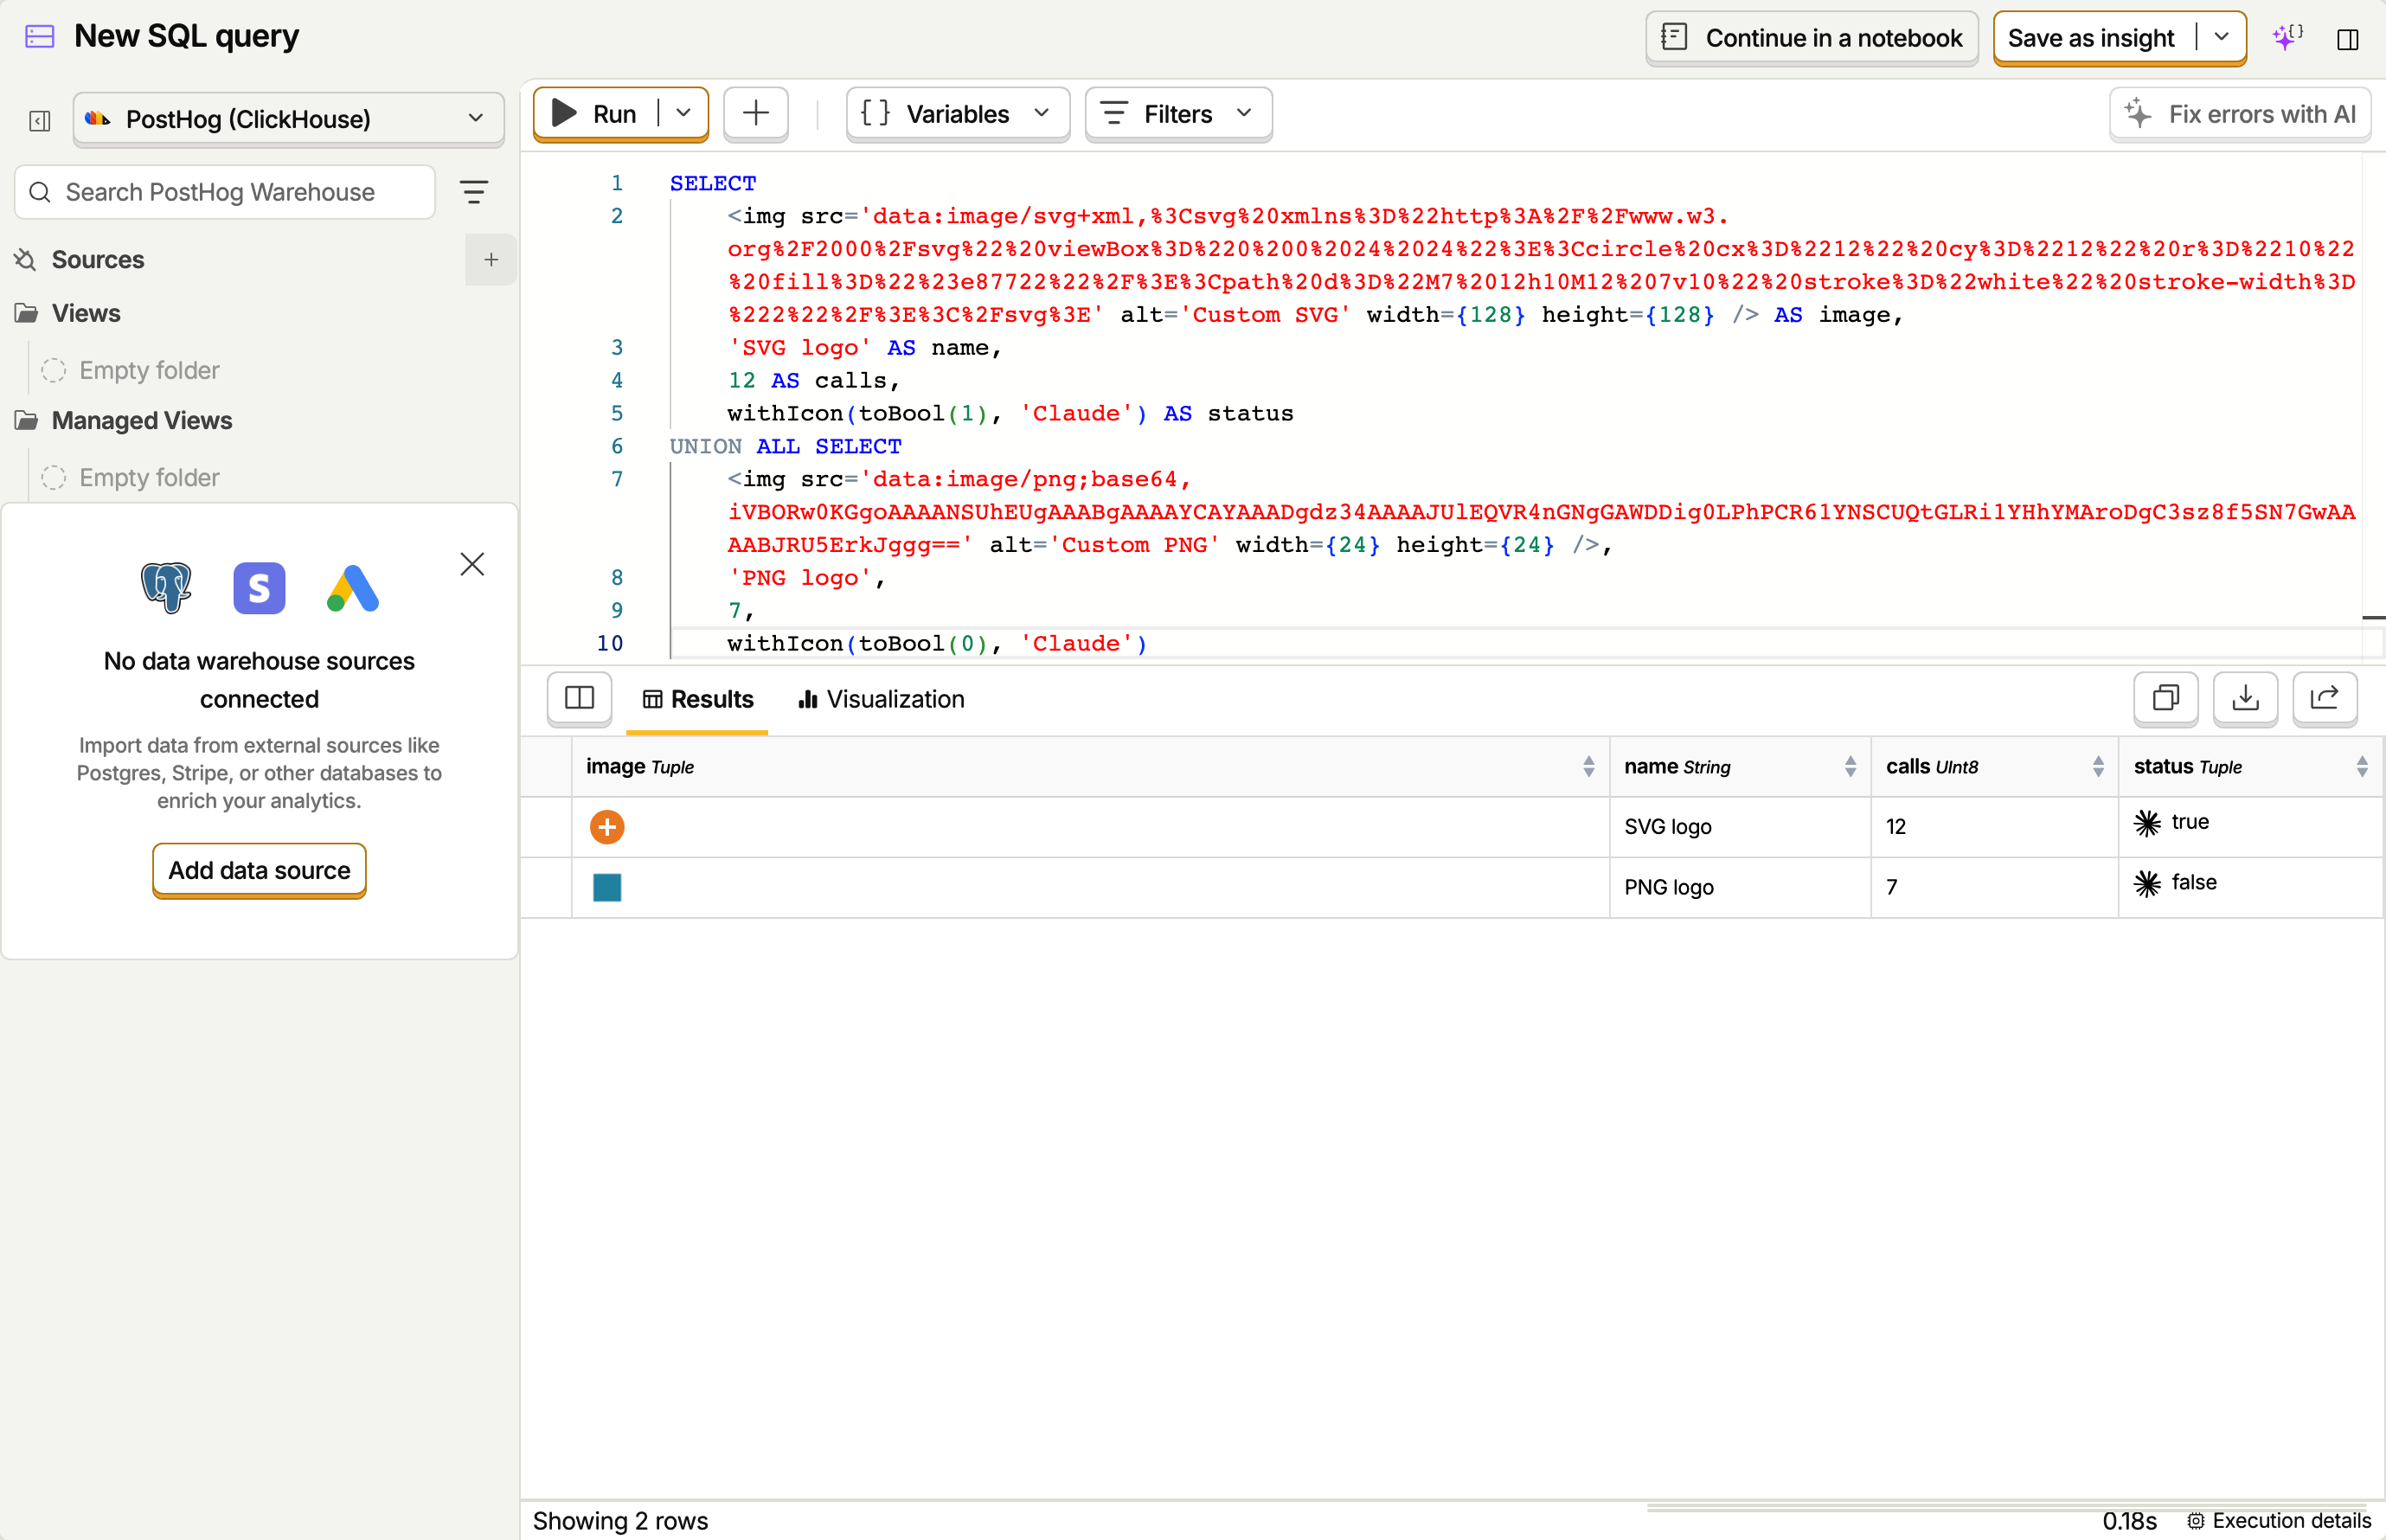 New SQL query
Continue in a notebook
Save as insight
PostHog (ClickHouse)
Run
Variables
Filters
Fix errors with AI
Search PostHog Warehouse
Sources
Views
Empty folder
Managed Views
Empty folder
No data warehouse sources
connected
Import data from external sources like
Postgres, Stripe, or other databases to
enrich your analytics.
Add data source
1 SELECT
2 <img src='data:image/svg+xml,%3Csvg%20xmlns%3D%22http%3A%2F%2Fwww.w3.
org%2F2000%2Fsvg%22%20viewBox%3D%220%200%2024%2024%22%3E%3Ccircle%20cx%3D%2212%22%20cy%3D%2212%22%20r%3D%2210%22
%20fill%3D%22%23e87722%22%2F%3E%3Cpath%20d%3D%22M7%2012h10M12%207v10%22%20stroke%3D%22white%22%20stroke-width%3D
%222%22%2F%3E%3C%2Fsvg%3E' alt='Custom SVG' width={128} height={128} /> AS image,
3 'SVG logo' AS name,
4 12 AS calls,
5 withIcon(toBool(1), 'Claude') AS status
6 UNION ALL SELECT
7 <img src='data:image/png;base64,
iVBORw0KGgoAAAANSUhEUgAAABgAAAAYCAYAAADgdz34AAAAJUlEQVR4nGNgGAWDDig0LPhPCR61YNSCUQtGLRi1YHhYMAroDgC3sz8f5SN7GwAA
AABJRU5ErkJggg==' alt='Custom PNG' width={24} height={24} />,
8 'PNG logo',
9 7,
10 withIcon(toBool(0), 'Claude')
Results
Visualization
image Tuple name String calls UInt8 status Tuple
SVG logo 12 true
PNG logo 7 false
Showing 2 rows
0.18s
Execution details